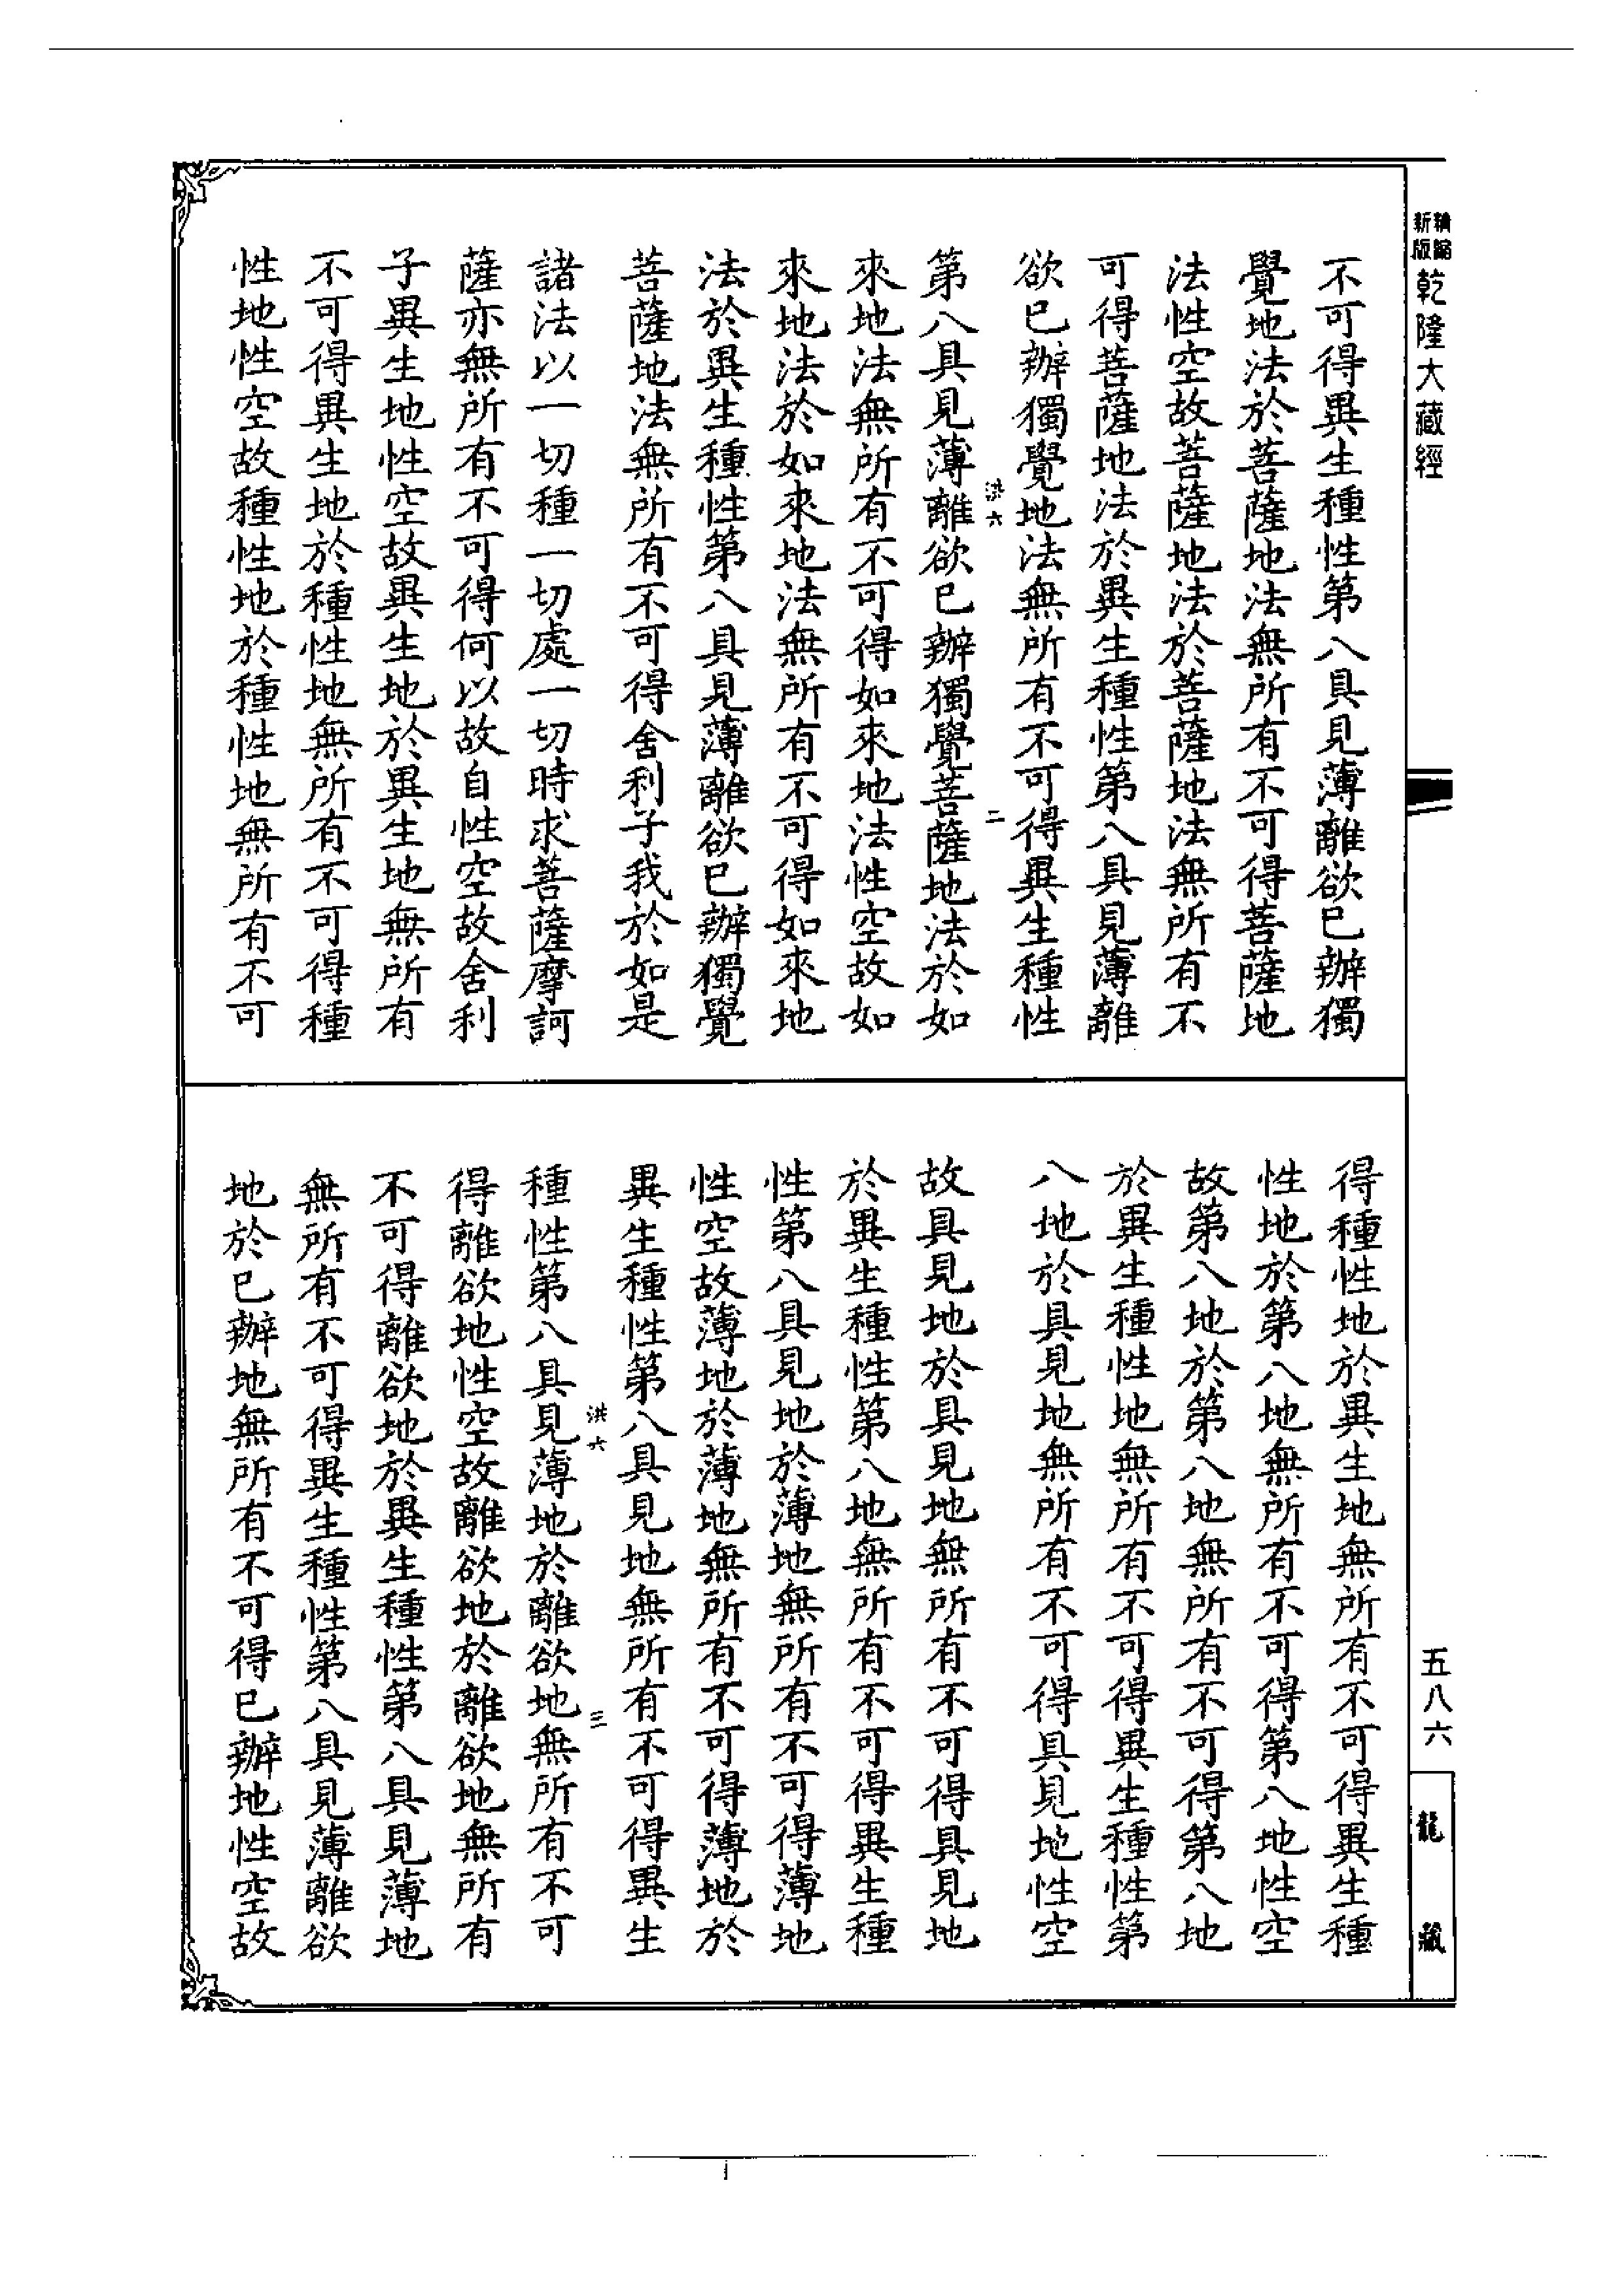 精縮
新版
乾隆大藏經
不可得異生種性第八具見薄離欲已辦獨
覺地法於菩薩地法無所有不可得菩薩地
法性空故菩薩地法於菩薩地法無所有不
可得菩薩地法於異生種性第八具見薄離
欲已辦獨覺地法無所有不可得異生種性
洪六
二
第八具見薄離欲已辦獨覺菩薩地法於如
來地法無所有不可得如來地法性空故如
來地法於如來地法無所有不可得如來地
法於異生種性第八具見薄離欲已辦獨覺
菩薩地法無所有不可得舍利子我於如是
諸法以一切種一切處一切時求菩薩摩訶
薩亦無所有不可得何以故自性空故舍利
子異生地性空故異生地於異生地無所有
不可得異生地於種性地無所有不可得種
性地性空故種性地於種性地無所有不可
得種性地於異生地無所有不可得異生種
性地於第八地無所有不可得第八地性空
故第八地於第八地無所有不可得第八地
於異生種性地無所有不可得異生種性第
八地於具見地無所有不可得具見地性空
故具見地於具見地無所有不可得具見地
於異生種性第八地無所有不可得異生種
性第八具見地於薄地無所有不可得薄地
性空故薄地於薄地無所有不可得薄地於
異生種性第八具見地無所有不可得異生
洪六
三
種性第八具見薄地於離欲地無所有不可
得離欲地性空故離欲地於離欲地無所有
不可得離欲地於異生種性第八具見薄地
無所有不可得異生種性第八具見薄離欲
地於已辦地無所有不可得已辦地性空故
五八六
龍藏